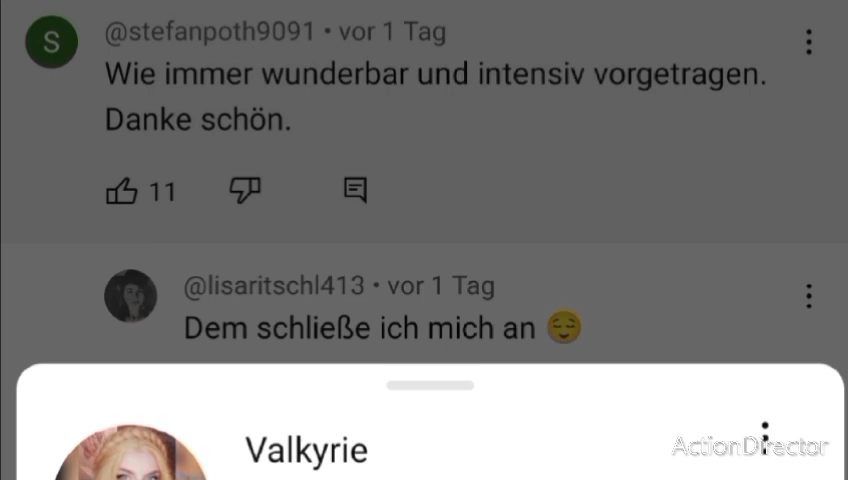 S
@stefanpoth9091 • vor 1 Tag
Wie immer wunderbar und intensiv vorgetragen.
Danke schön.
11
@lisaritschl413 • vor 1 Tag
Dem schließe ich mich an 😌
Valkyrie
ActionDirector